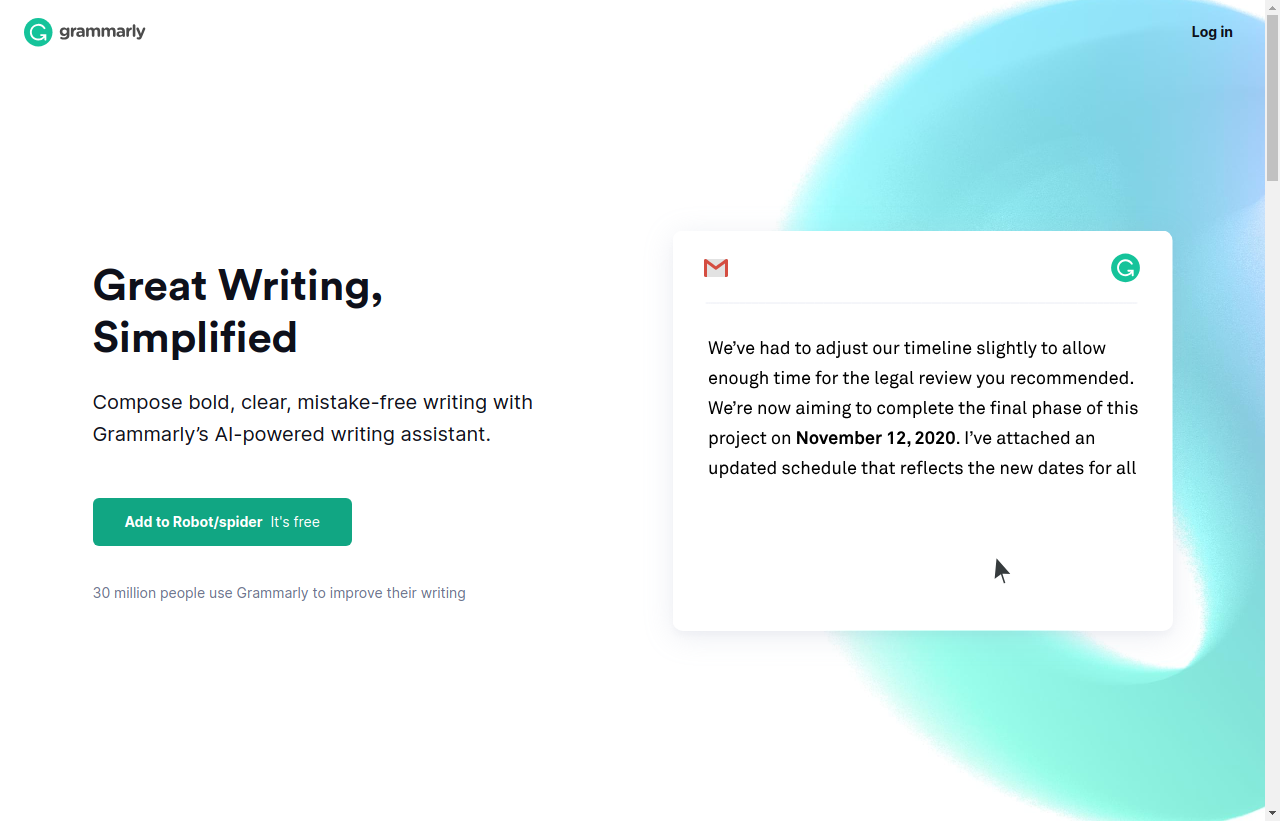 grammarly
Log in
Great Writing,
Simplified
Compose bold, clear, mistake-free writing with
Grammarly’s AI-powered writing assistant.
Add to Robot/spider It's free
30 million people use Grammarly to improve their writing
We’ve had to adjust our timeline slightly to allow
enough time for the legal review you recommended.
We’re now aiming to complete the final phase of this
project on November 12, 2020. I’ve attached an
updated schedule that reflects the new dates for all